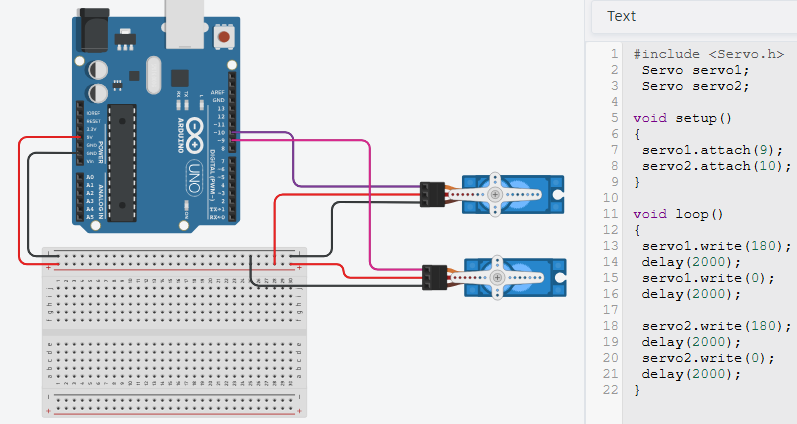 Text
1 #include <Servo.h>
2 Servo servo1;
3 Servo servo2;
4
5 void setup()
6 {
7 servo1.attach(9);
8 servo2.attach(10);
9 }
10
11 void loop()
12 {
13 servo1.write(180);
14 delay(2000);
15 servo1.write(0);
16 delay(2000);
17
18 servo2.write(180);
19 delay(2000);
20 servo2.write(0);
21 delay(2000);
22 }
AREF
GND
13
12
~11
~10
~9
8
7
~6
~5
4
~3
2
TX→1
RX←0
DIGITAL (PWM ~)
IOREF
RESET
3.3V
5V
GND
GND
Vin
POWER
A0
A1
A2
A3
A4
A5
ANALOG IN
TX
RX
L
ON
ARDUINO
UNO